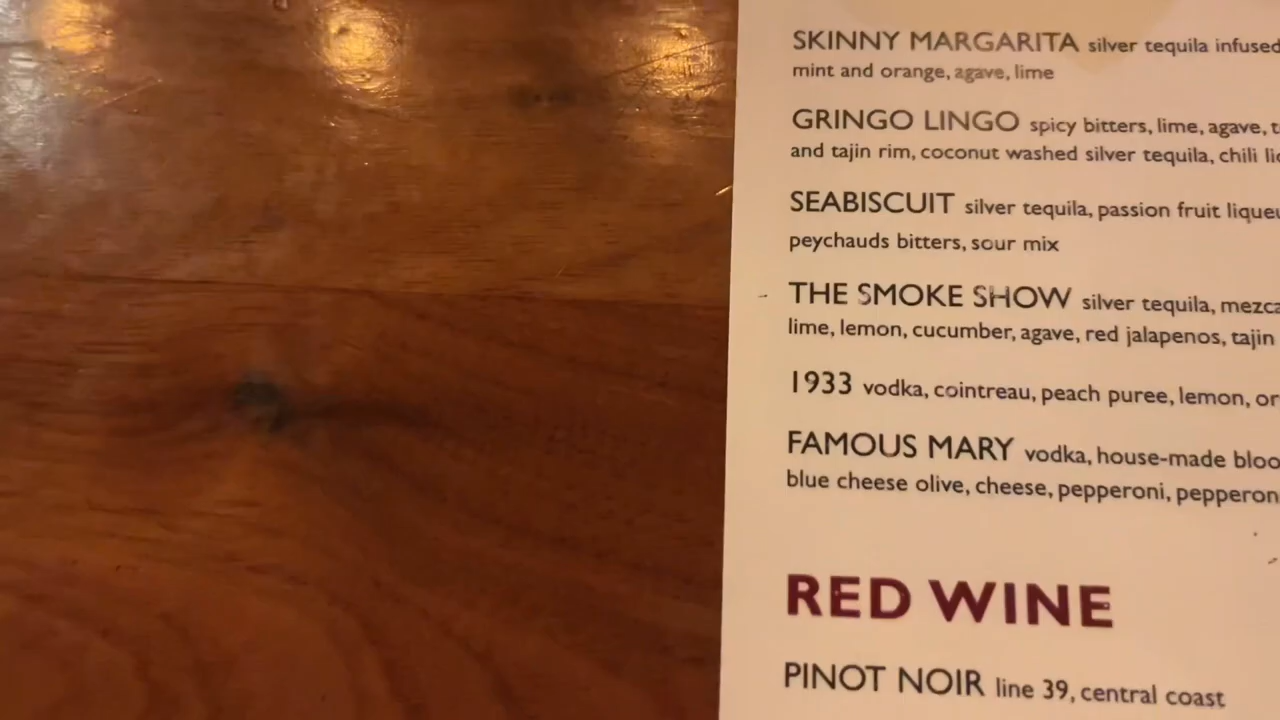 SKINNY MARGARITA silver tequila infused
mint and orange, agave, lime
GRINGO LINGO spicy bitters, lime, agave,
and tajin rim, coconut washed silver tequila, chili
SEABISCUIT silver tequila, passion fruit
peychauds bitters, sour mix
THE SMOKE SHOW silver tequila,
lime, lemon, cucumber, agave, red jalapenos, tajin
1933 vodka, cointreau, peach puree, lemon,
FAMOUS MARY vodka, house-made
blue cheese olive, cheese, pepperoni,
RED WINE
PINOT NOIR line 39, central coast